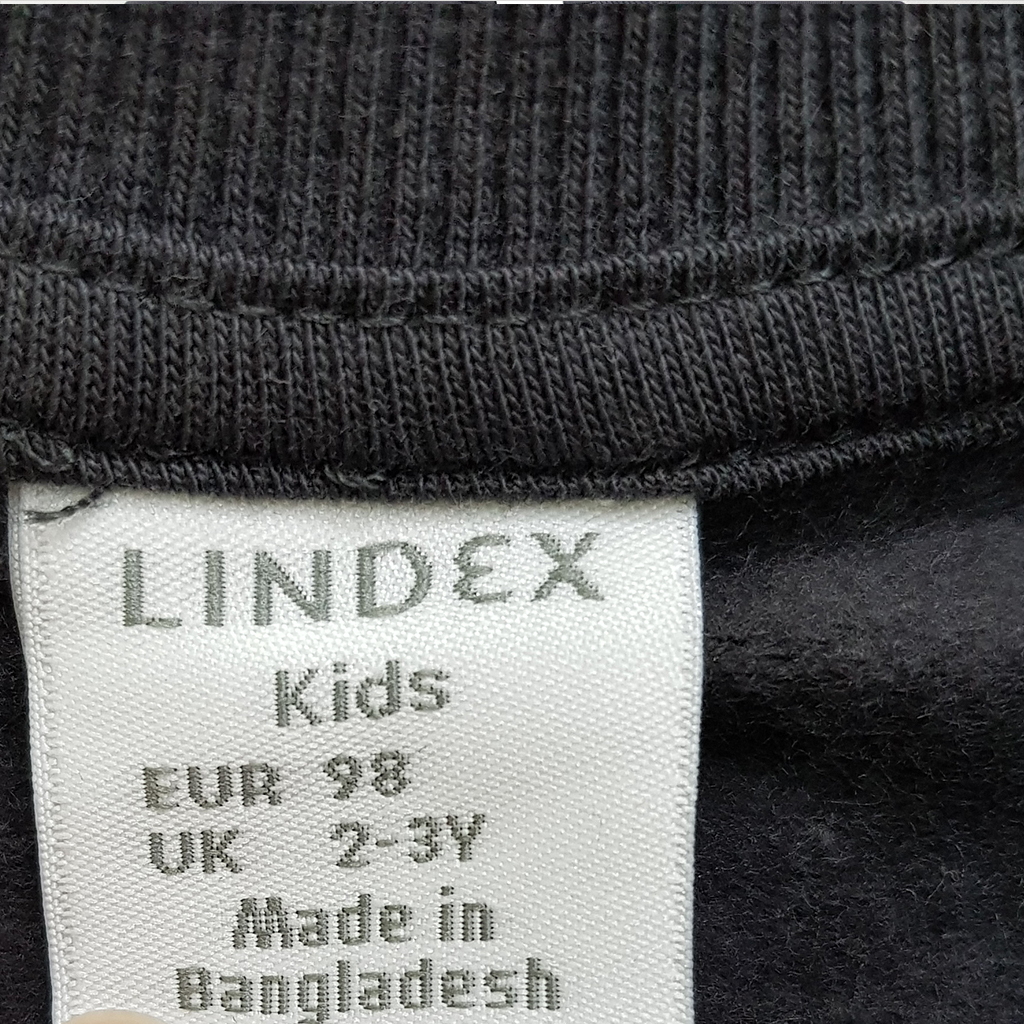 LINDEX
Kids
EUR 98
UK 2-3Y
Made in
Bangladesh